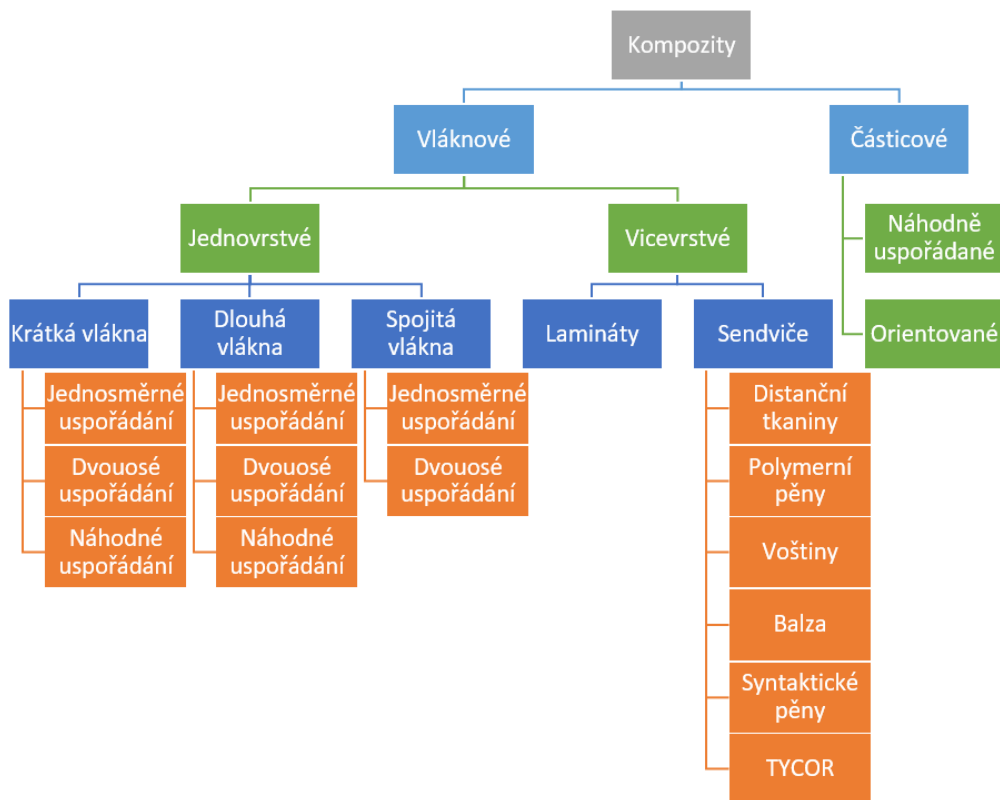 Kompozity
Vláknové
Částicové
Jednovrstvé
Vicevrstvé
Náhodně
uspořádané
Orientované
Krátká vlákna
Dlouhá
vlákna
Spojitá
vlákna
Lamináty
Sendviče
Jednosměrné
uspořádání
Dvouosé
uspořádání
Náhodné
uspořádání
Jednosměrné
uspořádání
Dvouosé
uspořádání
Náhodné
uspořádání
Jednosměrné
uspořádání
Dvouosé
uspořádání
Distanční
tkaniny
Polymerní
pěny
Voštiny
Balza
Syntaktické
pěny
TYCOR